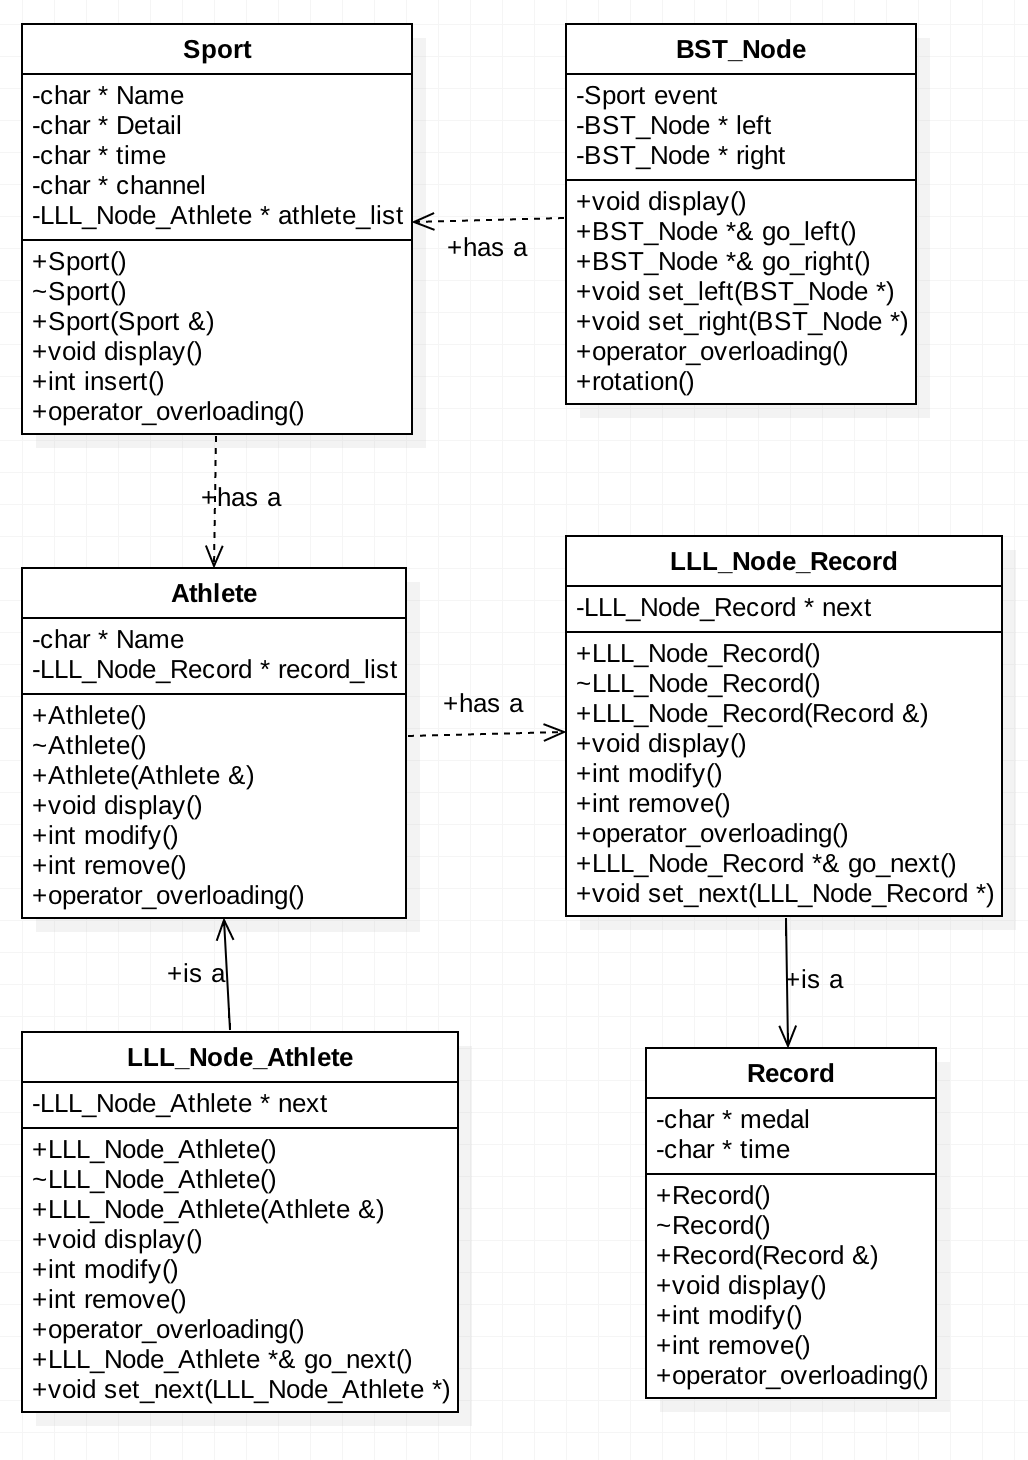 Sport
-char * Name
-char * Detail
-char * time
-char * channel
-LLL_Node_Athlete * athlete_list
+Sport()
~Sport()
+Sport(Sport &)
+void display()
+int insert()
+operator_overloading()
BST_Node
-Sport event
-BST_Node * left
-BST_Node * right
+void display()
+BST_Node *& go_left()
+BST_Node *& go_right()
+void set_left(BST_Node *)
+void set_right(BST_Node *)
+operator_overloading()
+rotation()
+has a
+has a
Athlete
-char * Name
-LLL_Node_Record * record_list
+Athlete()
~Athlete()
+Athlete(Athlete &)
+void display()
+int modify()
+int remove()
+operator_overloading()
+has a
LLL_Node_Record
-LLL_Node_Record * next
+LLL_Node_Record()
~LLL_Node_Record()
+LLL_Node_Record(Record &)
+void display()
+int modify()
+int remove()
+operator_overloading()
+LLL_Node_Record *& go_next()
+void set_next(LLL_Node_Record *)
+is a
+is a
LLL_Node_Athlete
-LLL_Node_Athlete * next
+LLL_Node_Athlete()
~LLL_Node_Athlete()
+LLL_Node_Athlete(Athlete &)
+void display()
+int modify()
+int remove()
+operator_overloading()
+LLL_Node_Athlete *& go_next()
+void set_next(LLL_Node_Athlete *)
Record
-char * medal
-char * time
+Record()
~Record()
+Record(Record &)
+void display()
+int modify()
+int remove()
+operator_overloading()